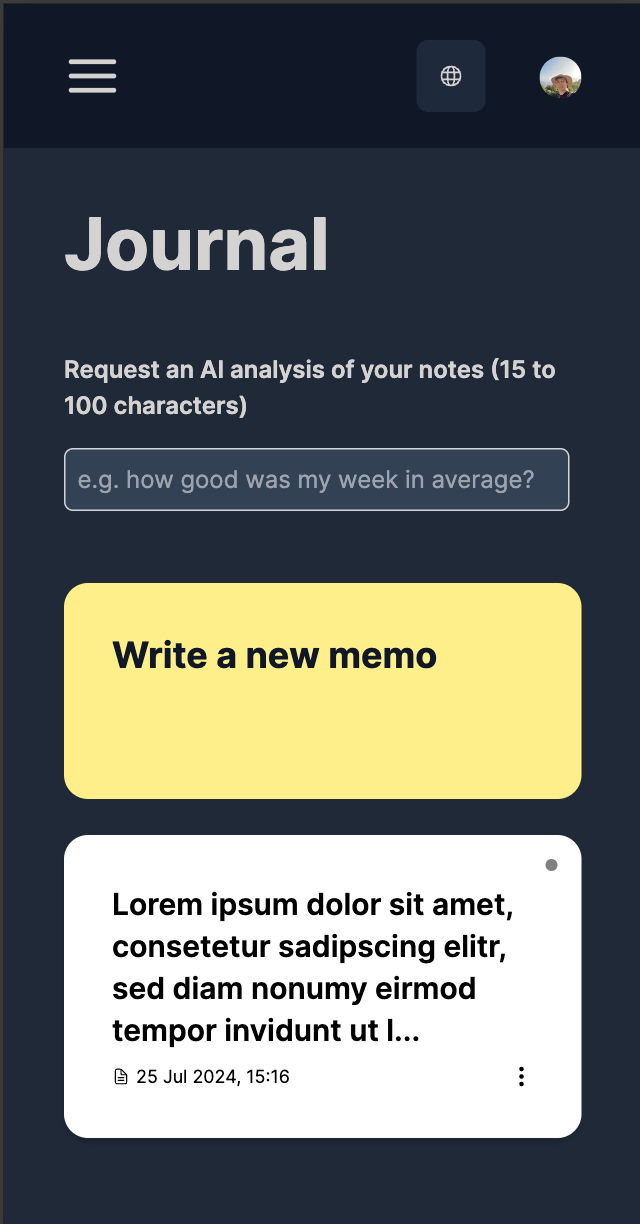 Journal
Request an AI analysis of your notes (15 to
100 characters)
e.g. how good was my week in average?
Write a new memo
Lorem ipsum dolor sit amet,
consetetur sadipscing elitr,
sed diam nonumy eirmod
tempor invidunt ut l...
25 Jul 2024, 15:16